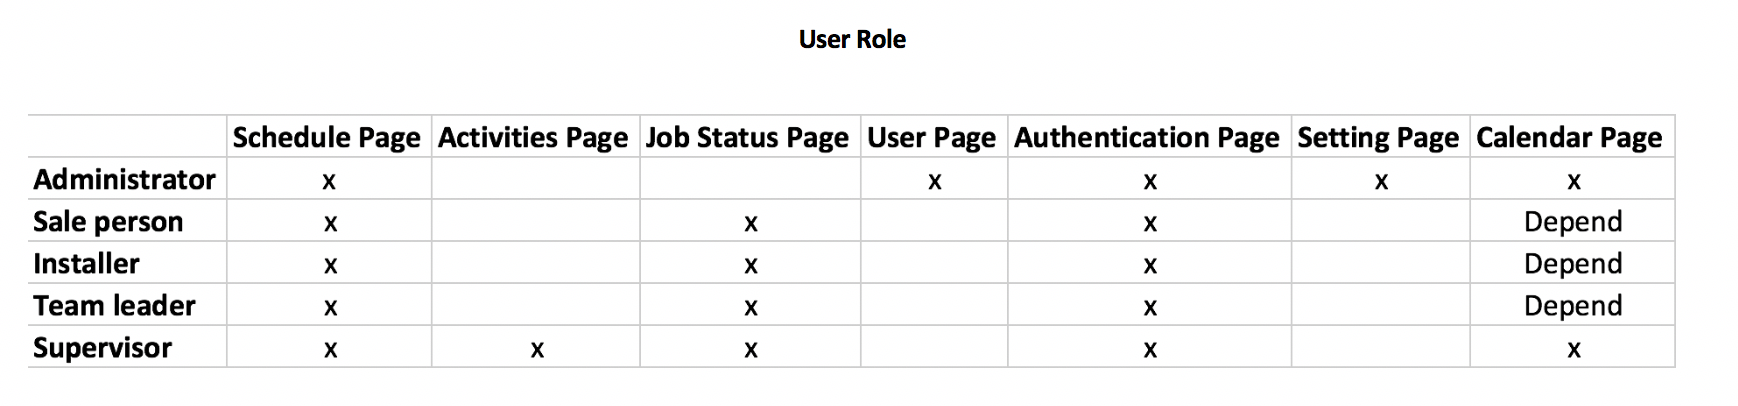 User Role
Schedule Page Activities Page Job Status Page User Page Authentication Page Setting Page Calendar Page
Administrator x x x x x
Sale person x x x Depend
Installer x x x Depend
Team leader x x x Depend
Supervisor x x x x x